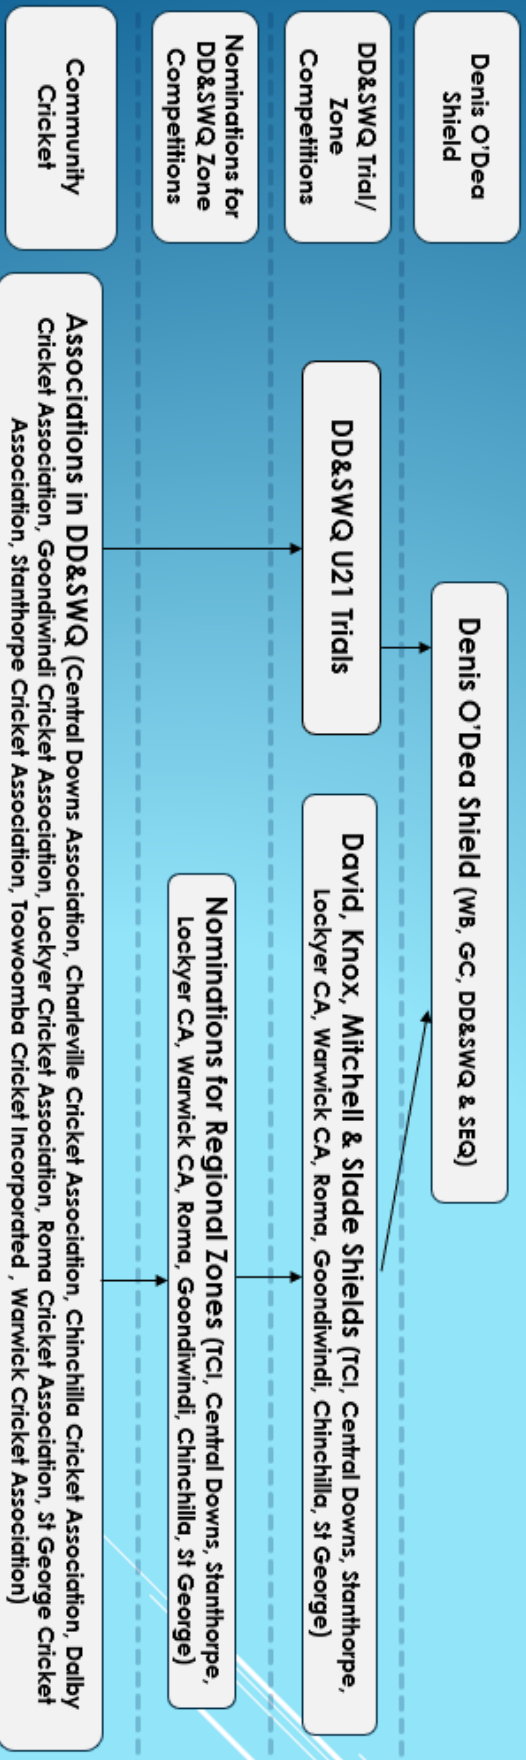 Denis O'Dea
Shield
Denis O'Dea Shield (WB, GC, DD&SWQ & SEQ)
DD&SWQ Trial/
Zone
Competitions
DD&SWQ U21 Trials
David, Knox, Mitchell & Slade Shields (TCI, Central Downs, Stanthorpe,
Lockyer CA, Warwick CA, Roma, Goondiwindi, Chinchilla, St George)
Nominations for
DD&SWQ Zone
Competitions
Nominations for Regional Zones (TCI, Central Downs, Stanthorpe,
Lockyer CA, Warwick CA, Roma, Goondiwindi, Chinchilla, St George)
Community
Cricket
Associations in DD&SWQ (Central Downs Association, Charleville Cricket Association, Chinchilla Cricket Association, Dalby
Cricket Association, Goondiwindi Cricket Association, Lockyer Cricket Association, Roma Cricket Association, St George Cricket
Association, Stanthorpe Cricket Association, Toowoomba Cricket Incorporated , Warwick Cricket Association)